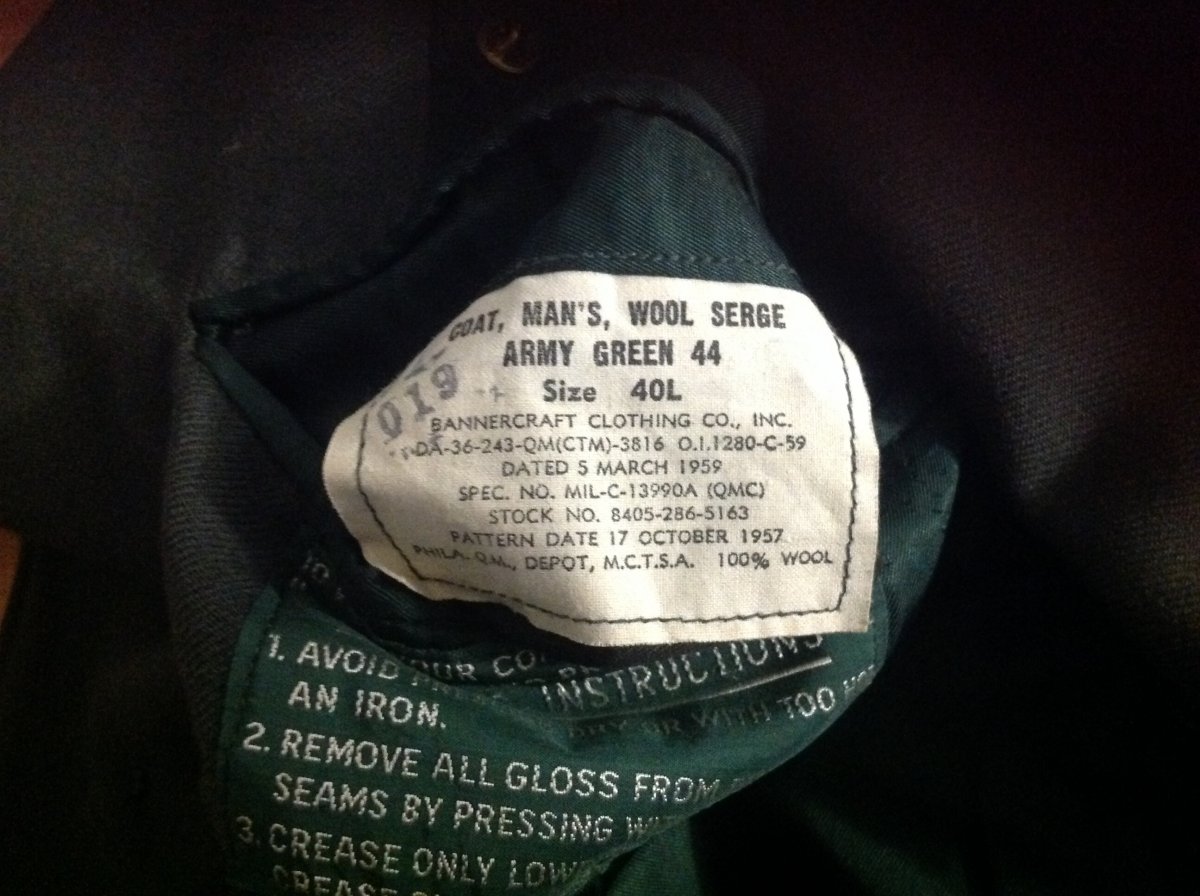 COAT, MAN'S, WOOL SERGE
ARMY GREEN 44
Size 40L
019
BANNERCRAFT CLOTHING CO., INC.
DA-36-243-QM(CTM)-3816 O.I.1280-C-59
DATED 5 MARCH 1959
SPEC. NO. MIL-C-13990A (QMC)
STOCK NO. 8405-286-5163
PATTERN DATE 17 OCTOBER 1957
PHILA. Q.M., DEPOT, M.C.T.S.A. 100% WOOL
INSTRUCTIONS
1. AVOID
WITH TOO
AN IRON.
2. REMOVE ALL GLOSS FROM
SEAMS BY PRESSING
3. CREASE ONLY
CREASE